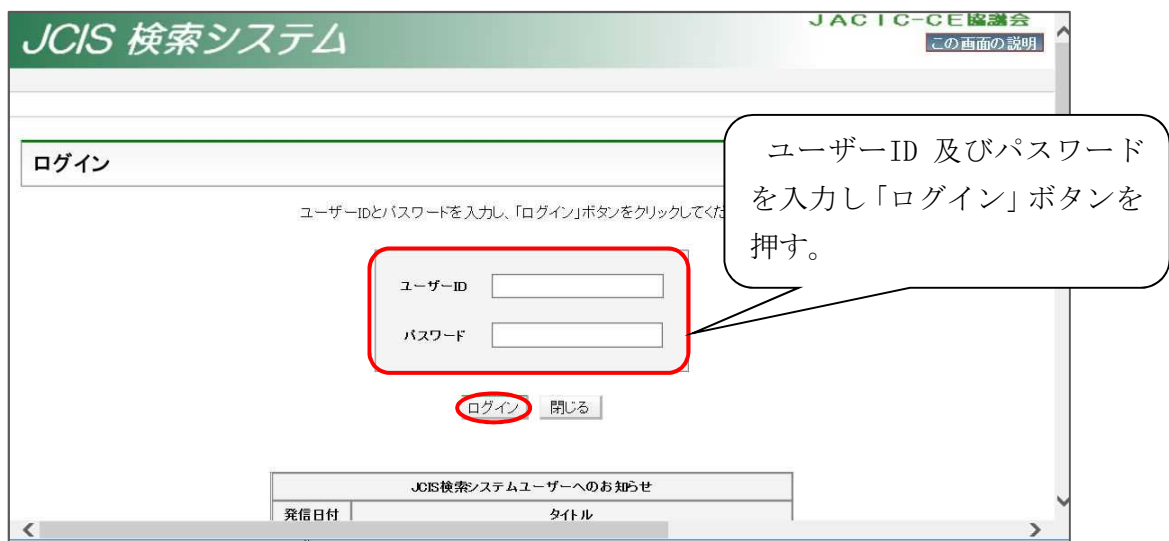 JACIC-CE協議会
JCIS 検索システム
この画面の説明
ログイン
ユーザーID 及びパスワード
を入力し「ログイン」ボタンを
押す。
ユーザーIDとパスワードを入力し、「ログイン」ボタンをクリックしてくだ
ユーザーID
パスワード
ログイン 閉じる
JCIS検索システムユーザーへのお知らせ
発信日付 タイトル